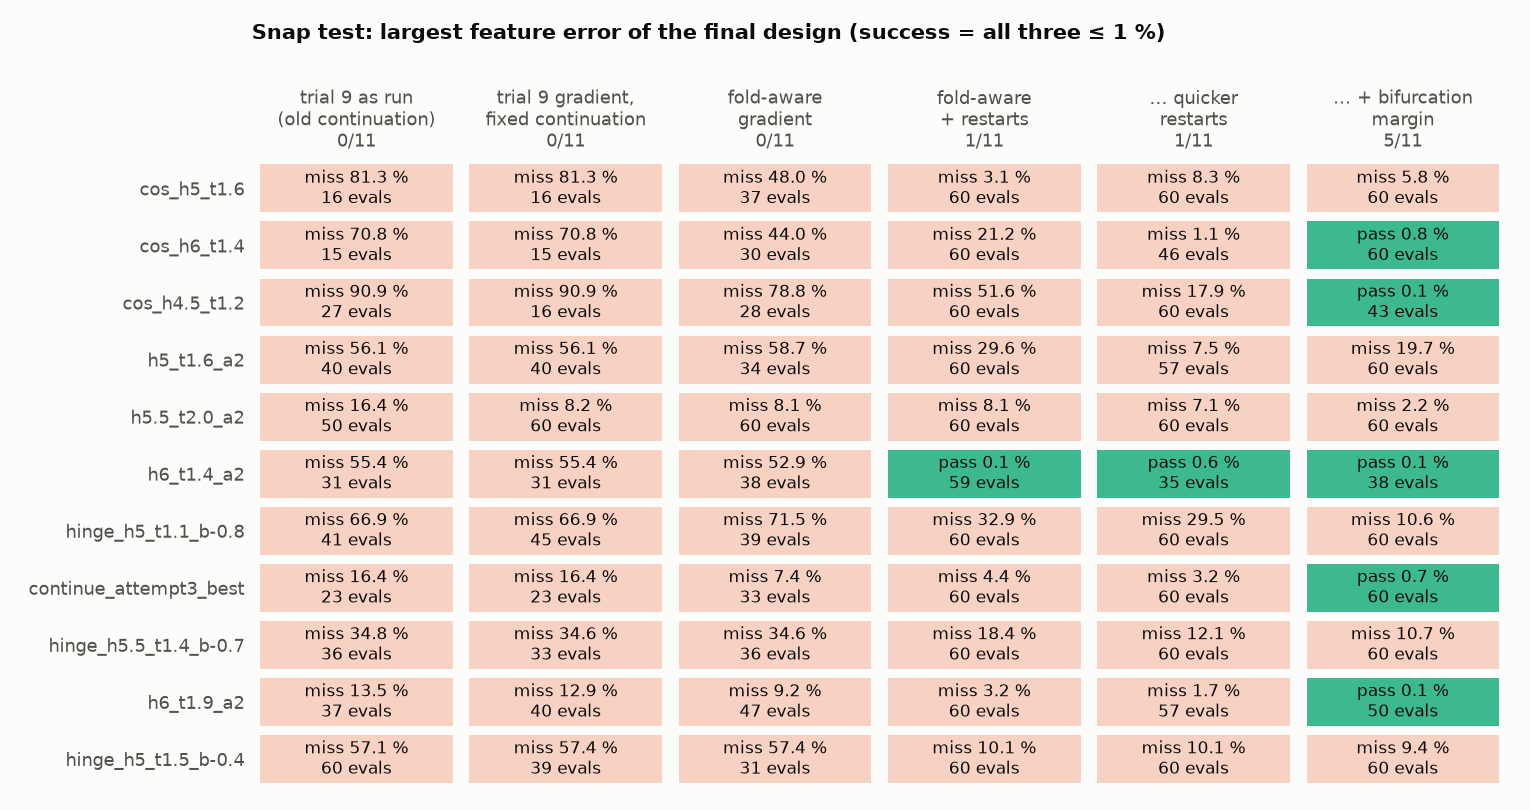 Snap test: largest feature error of the final design (success = all three ≤ 1 %)
trial 9 as run
(old continuation)
0/11
trial 9 gradient,
fixed continuation
0/11
fold-aware
gradient
0/11
fold-aware
+ restarts
1/11
... quicker
restarts
1/11
... + bifurcation
margin
5/11
cos_h5_t1.6
miss 81.3 %
16 evals
miss 81.3 %
16 evals
miss 48.0 %
37 evals
miss 3.1 %
60 evals
miss 8.3 %
60 evals
miss 5.8 %
60 evals
cos_h6_t1.4
miss 70.8 %
15 evals
miss 70.8 %
15 evals
miss 44.0 %
30 evals
miss 21.2 %
60 evals
miss 1.1 %
46 evals
pass 0.8 %
60 evals
cos_h4.5_t1.2
miss 90.9 %
27 evals
miss 90.9 %
16 evals
miss 78.8 %
28 evals
miss 51.6 %
60 evals
miss 17.9 %
60 evals
pass 0.1 %
43 evals
h5_t1.6_a2
miss 56.1 %
40 evals
miss 56.1 %
40 evals
miss 58.7 %
34 evals
miss 29.6 %
60 evals
miss 7.5 %
57 evals
miss 19.7 %
60 evals
h5.5_t2.0_a2
miss 16.4 %
50 evals
miss 8.2 %
60 evals
miss 8.1 %
60 evals
miss 8.1 %
60 evals
miss 7.1 %
60 evals
miss 2.2 %
60 evals
h6_t1.4_a2
miss 55.4 %
31 evals
miss 55.4 %
31 evals
miss 52.9 %
38 evals
pass 0.1 %
59 evals
pass 0.6 %
35 evals
pass 0.1 %
38 evals
hinge_h5_t1.1_b-0.8
miss 66.9 %
41 evals
miss 66.9 %
45 evals
miss 71.5 %
39 evals
miss 32.9 %
60 evals
miss 29.5 %
60 evals
miss 10.6 %
60 evals
continue_attempt3_best
miss 16.4 %
23 evals
miss 16.4 %
23 evals
miss 7.4 %
33 evals
miss 4.4 %
60 evals
miss 3.2 %
60 evals
pass 0.7 %
60 evals
hinge_h5.5_t1.4_b-0.7
miss 34.8 %
36 evals
miss 34.6 %
33 evals
miss 34.6 %
36 evals
miss 18.4 %
60 evals
miss 12.1 %
60 evals
miss 10.7 %
60 evals
h6_t1.9_a2
miss 13.5 %
37 evals
miss 12.9 %
40 evals
miss 9.2 %
47 evals
miss 3.2 %
60 evals
miss 1.7 %
57 evals
pass 0.1 %
50 evals
hinge_h5_t1.5_b-0.4
miss 57.1 %
60 evals
miss 57.4 %
39 evals
miss 57.4 %
31 evals
miss 10.1 %
60 evals
miss 10.1 %
60 evals
miss 9.4 %
60 evals